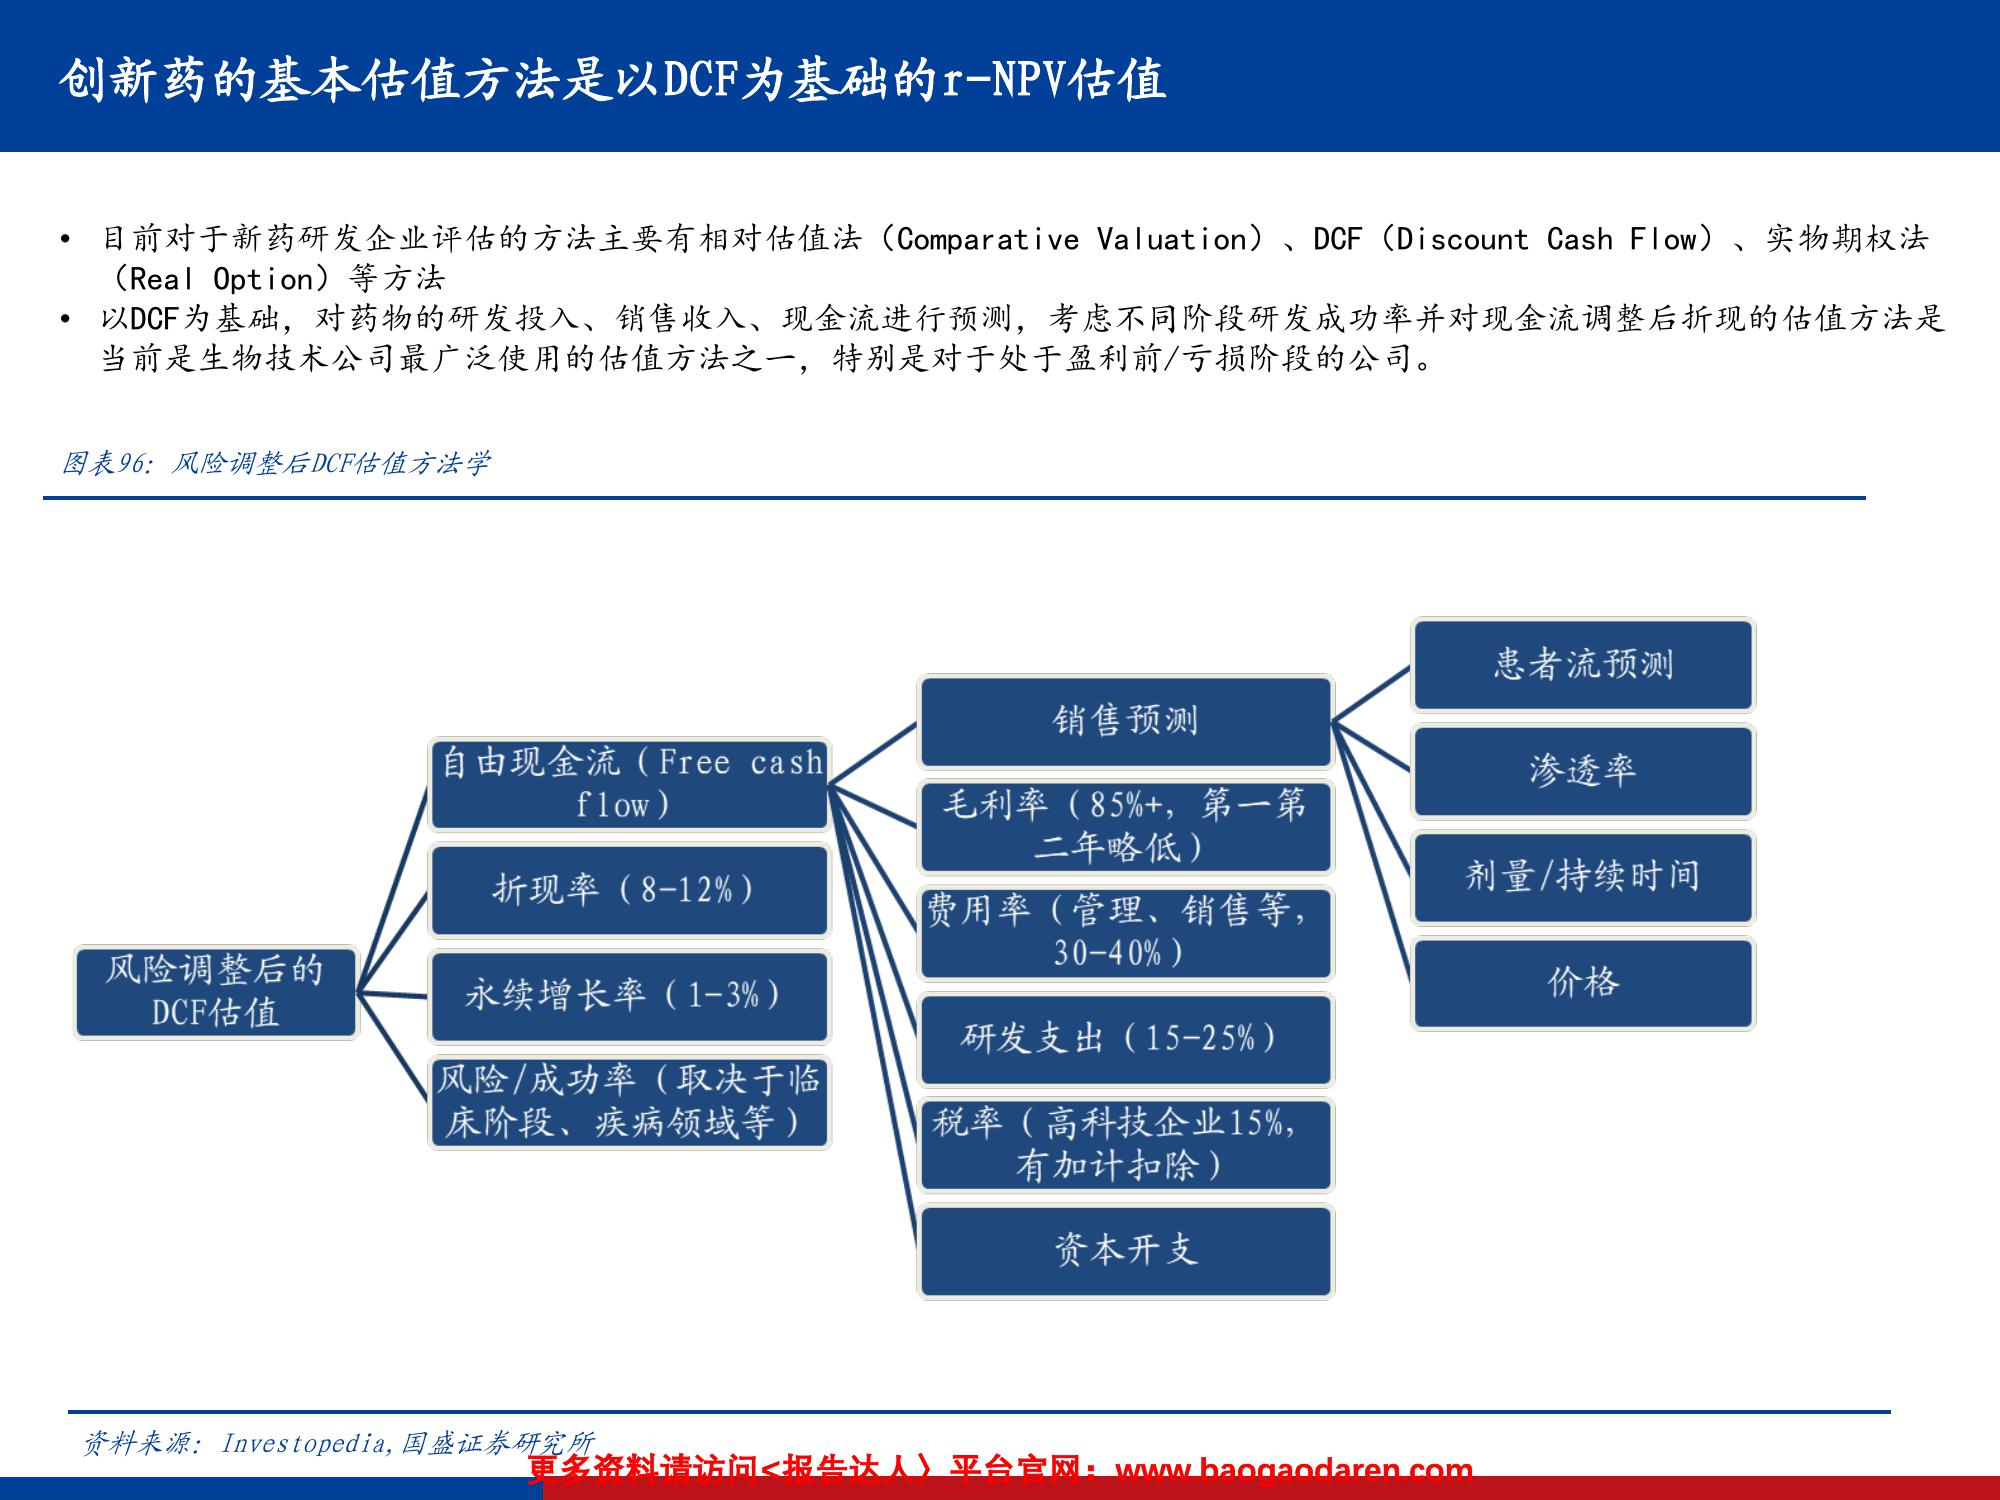 创新药的基本估值方法是以DCF为基础的r-NPV估值
• 目前对于新药研发企业评估的方法主要有相对估值法（Comparative Valuation）、DCF（Discount Cash Flow）、实物期权法
（Real Option）等方法
• 以DCF为基础，对药物的研发投入、销售收入、现金流进行预测，考虑不同阶段研发成功率并对现金流调整后折现的估值方法是
当前是生物技术公司最广泛使用的估值方法之一，特别是对于处于盈利前/亏损阶段的公司。
图表96：风险调整后DCF估值方法学
风险调整后的
DCF估值
自由现金流（Free cash
flow）
折现率（8-12%）
永续增长率（1-3%）
风险/成功率（取决于临
床阶段、疾病领域等）
销售预测
毛利率（85%+，第一第
二年略低）
费用率（管理、销售等，
30-40%）
研发支出（15-25%）
税率（高科技企业15%，
有加计扣除）
资本开支
患者流预测
渗透率
剂量/持续时间
价格
资料来源：Investopedia,国盛证券研究所
更多资料请访问<报告达人〉平台官网：www.baogaodaren.com